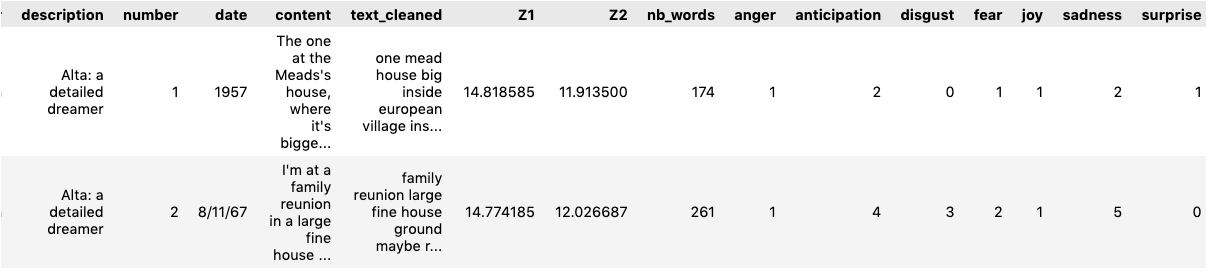 description number date content text_cleaned Z1 Z2 nb_words anger anticipation disgust fear joy sadness surprise
The one
at the
Meads's
house,
where
it's
bigge...
one mead
house big
inside
european
village ins...
Alta: a
detailed
dreamer
1 1957 14.818585 11.913500 174 1 2 0 1 1 2 1
I'm at a
family
reunion
in a large
fine
house ...
family
reunion large
fine house
ground
maybe r...
Alta: a
detailed
dreamer
2 8/11/67 14.774185 12.026687 261 1 4 3 2 1 5 0